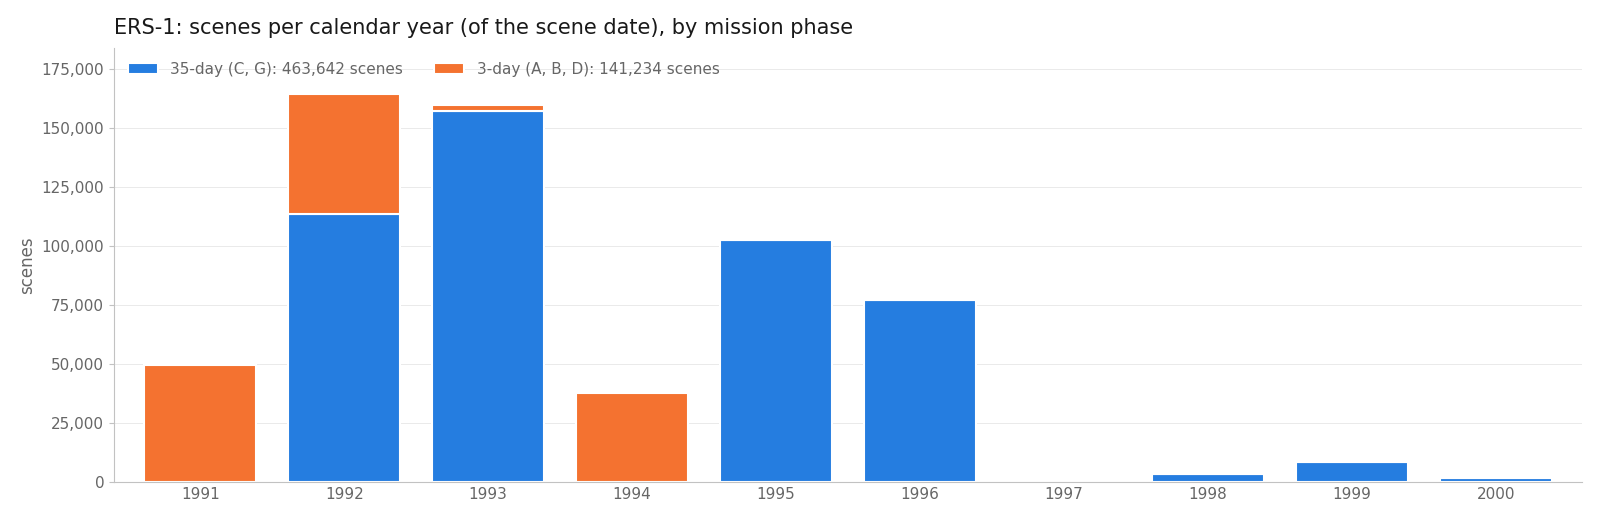 ERS-1: scenes per calendar year (of the scene date), by mission phase
35-day (C, G): 463,642 scenes
3-day (A, B, D): 141,234 scenes
scenes
175,000
150,000
125,000
100,000
75,000
50,000
25,000
0
1991 1992 1993 1994 1995 1996 1997 1998 1999 2000